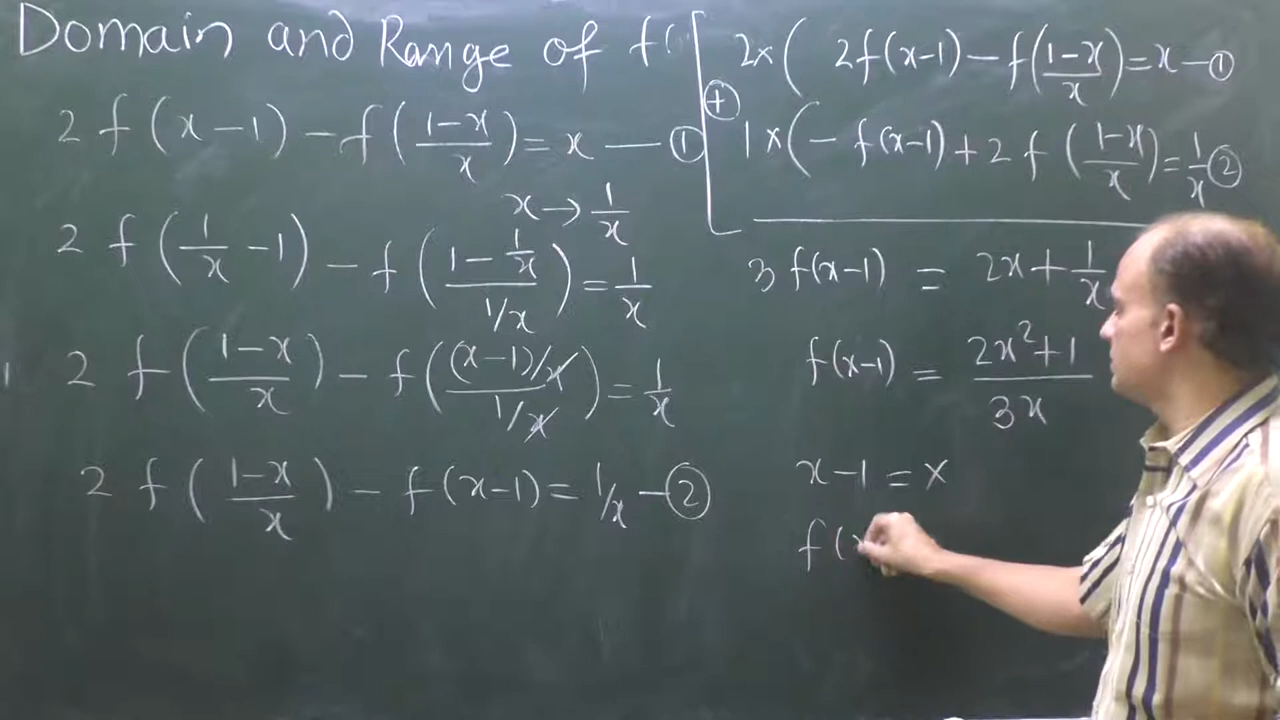 Domain and Range of f(
2 f(x-1) - f((1-x)/x) = x — ①
x → 1/x
2 f(1/x - 1) - f((1 - 1/x)/(1/x)) = 1/x
2 f((1-x)/x) - f(((x-1)/x)/(1/x)) = 1/x
2 f((1-x)/x) - f(x-1) = 1/x — ②
2×( 2f(x-1) - f((1-x)/x) = x — ①
⊕
1×( - f(x-1) + 2 f((1-x)/x) = 1/x ②
3 f(x-1) = 2x + 1/x
f(x-1) = (2x²+1)/3x
x-1 = X
f(